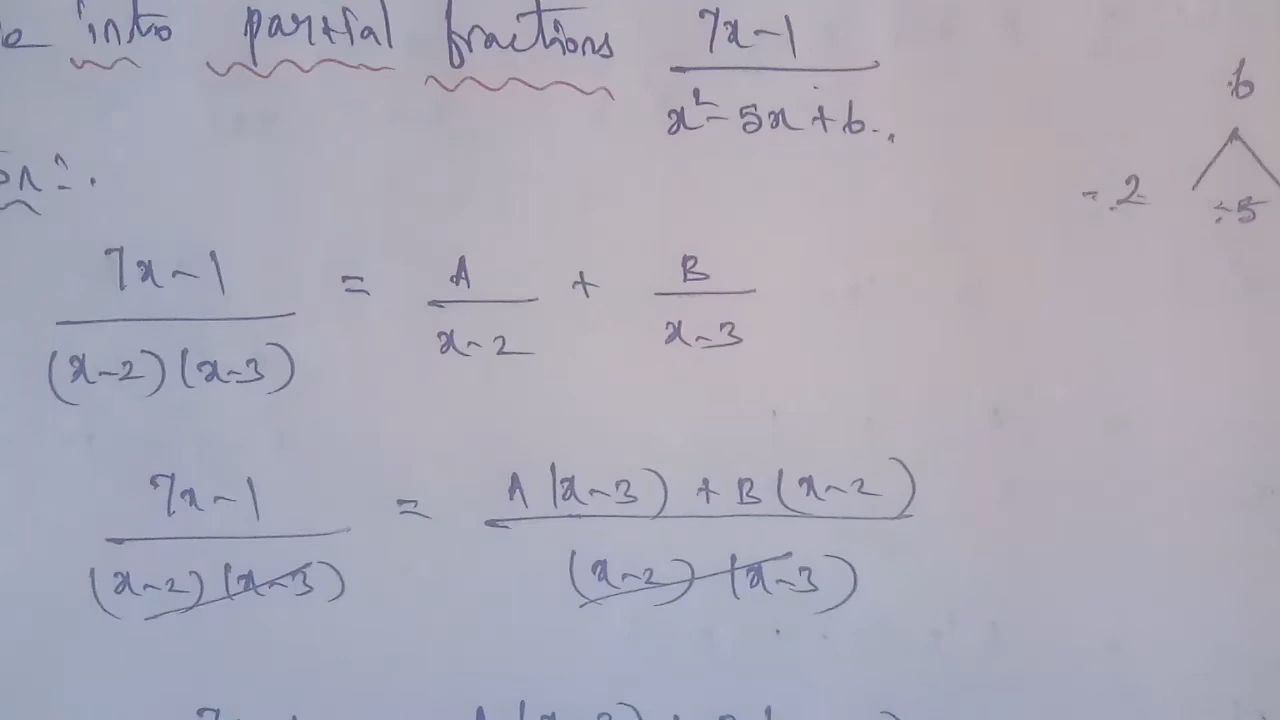 into partial fractions 7x-1 / x²-5x+6.
6
-2 -5
7x-1 / (x-2)(x-3) = A / x-2 + B / x-3
7x-1 / (x-2)(x-3) = A(x-3) + B(x-2) / (x-2)(x-3)